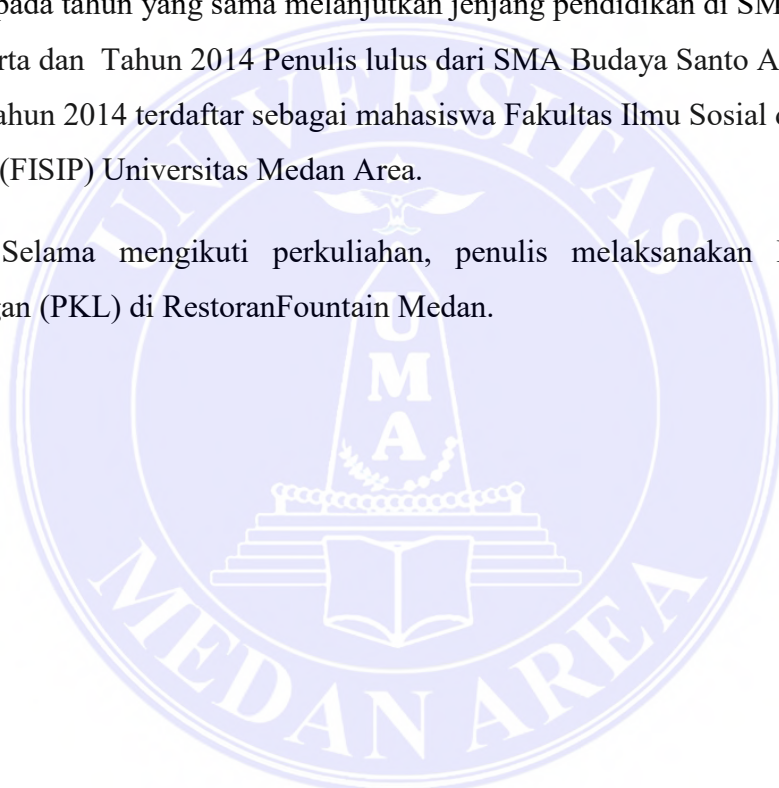 pada tahun yang sama melanjutkan jenjang pendidikan di SM
rta dan Tahun 2014 Penulis lulus dari SMA Budaya Santo A
ahun 2014 terdaftar sebagai mahasiswa Fakultas Ilmu Sosial
(FISIP) Universitas Medan Area.
Selama mengikuti perkuliahan, penulis melaksanakan
gan (PKL) di RestoranFountain Medan.
UNIVERSITAS
U
M
A
MEDAN AREA